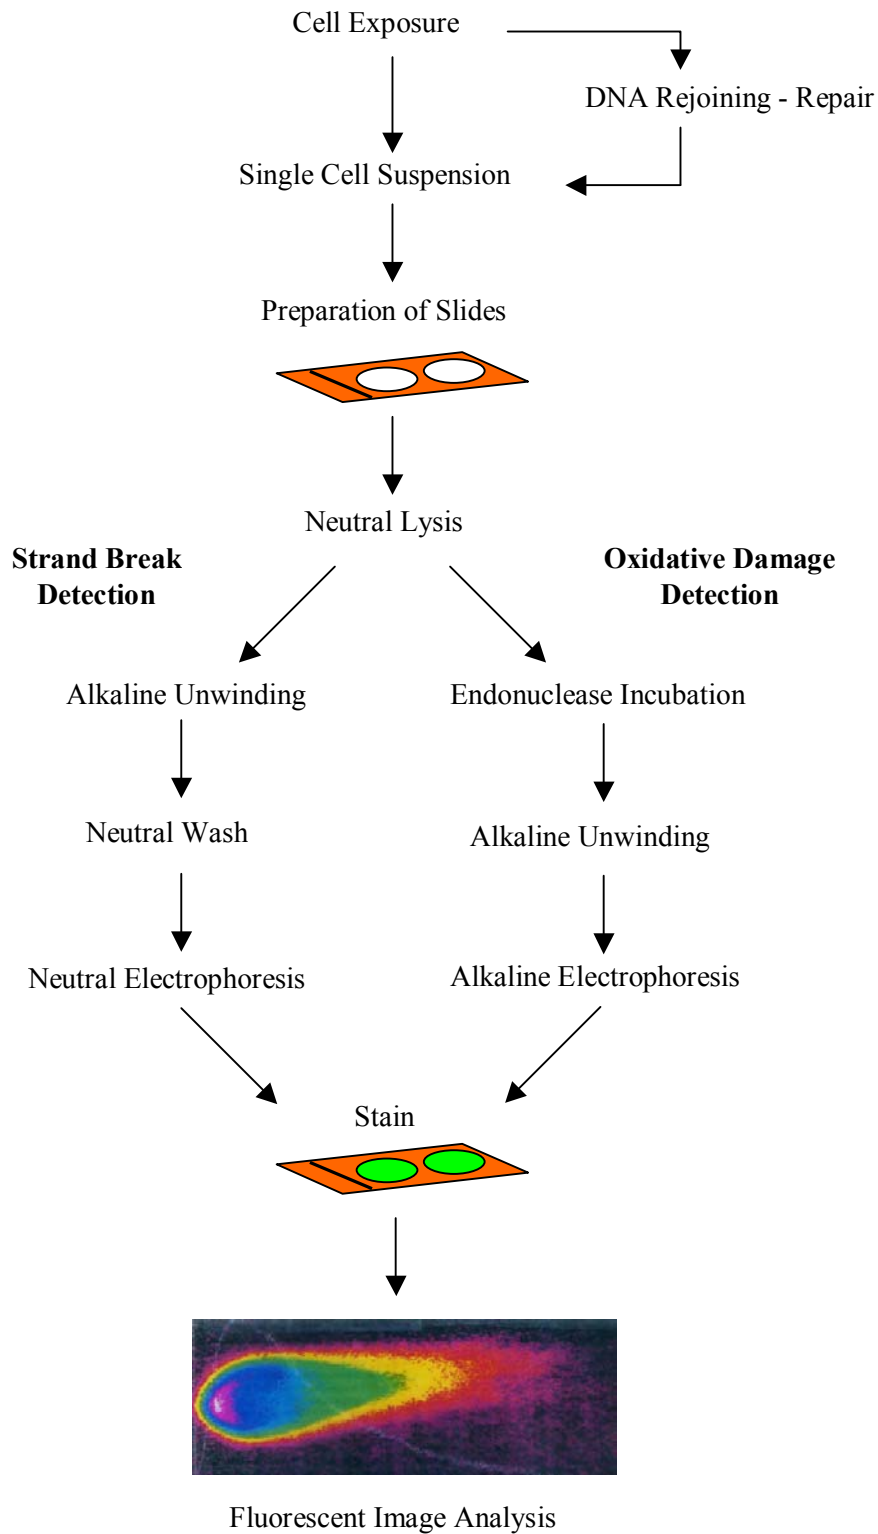 Cell Exposure
DNA Rejoining - Repair
Single Cell Suspension
Preparation of Slides
Neutral Lysis
Strand Break
Detection
Oxidative Damage
Detection
Alkaline Unwinding
Endonuclease Incubation
Neutral Wash
Alkaline Unwinding
Neutral Electrophoresis
Alkaline Electrophoresis
Stain
Fluorescent Image Analysis